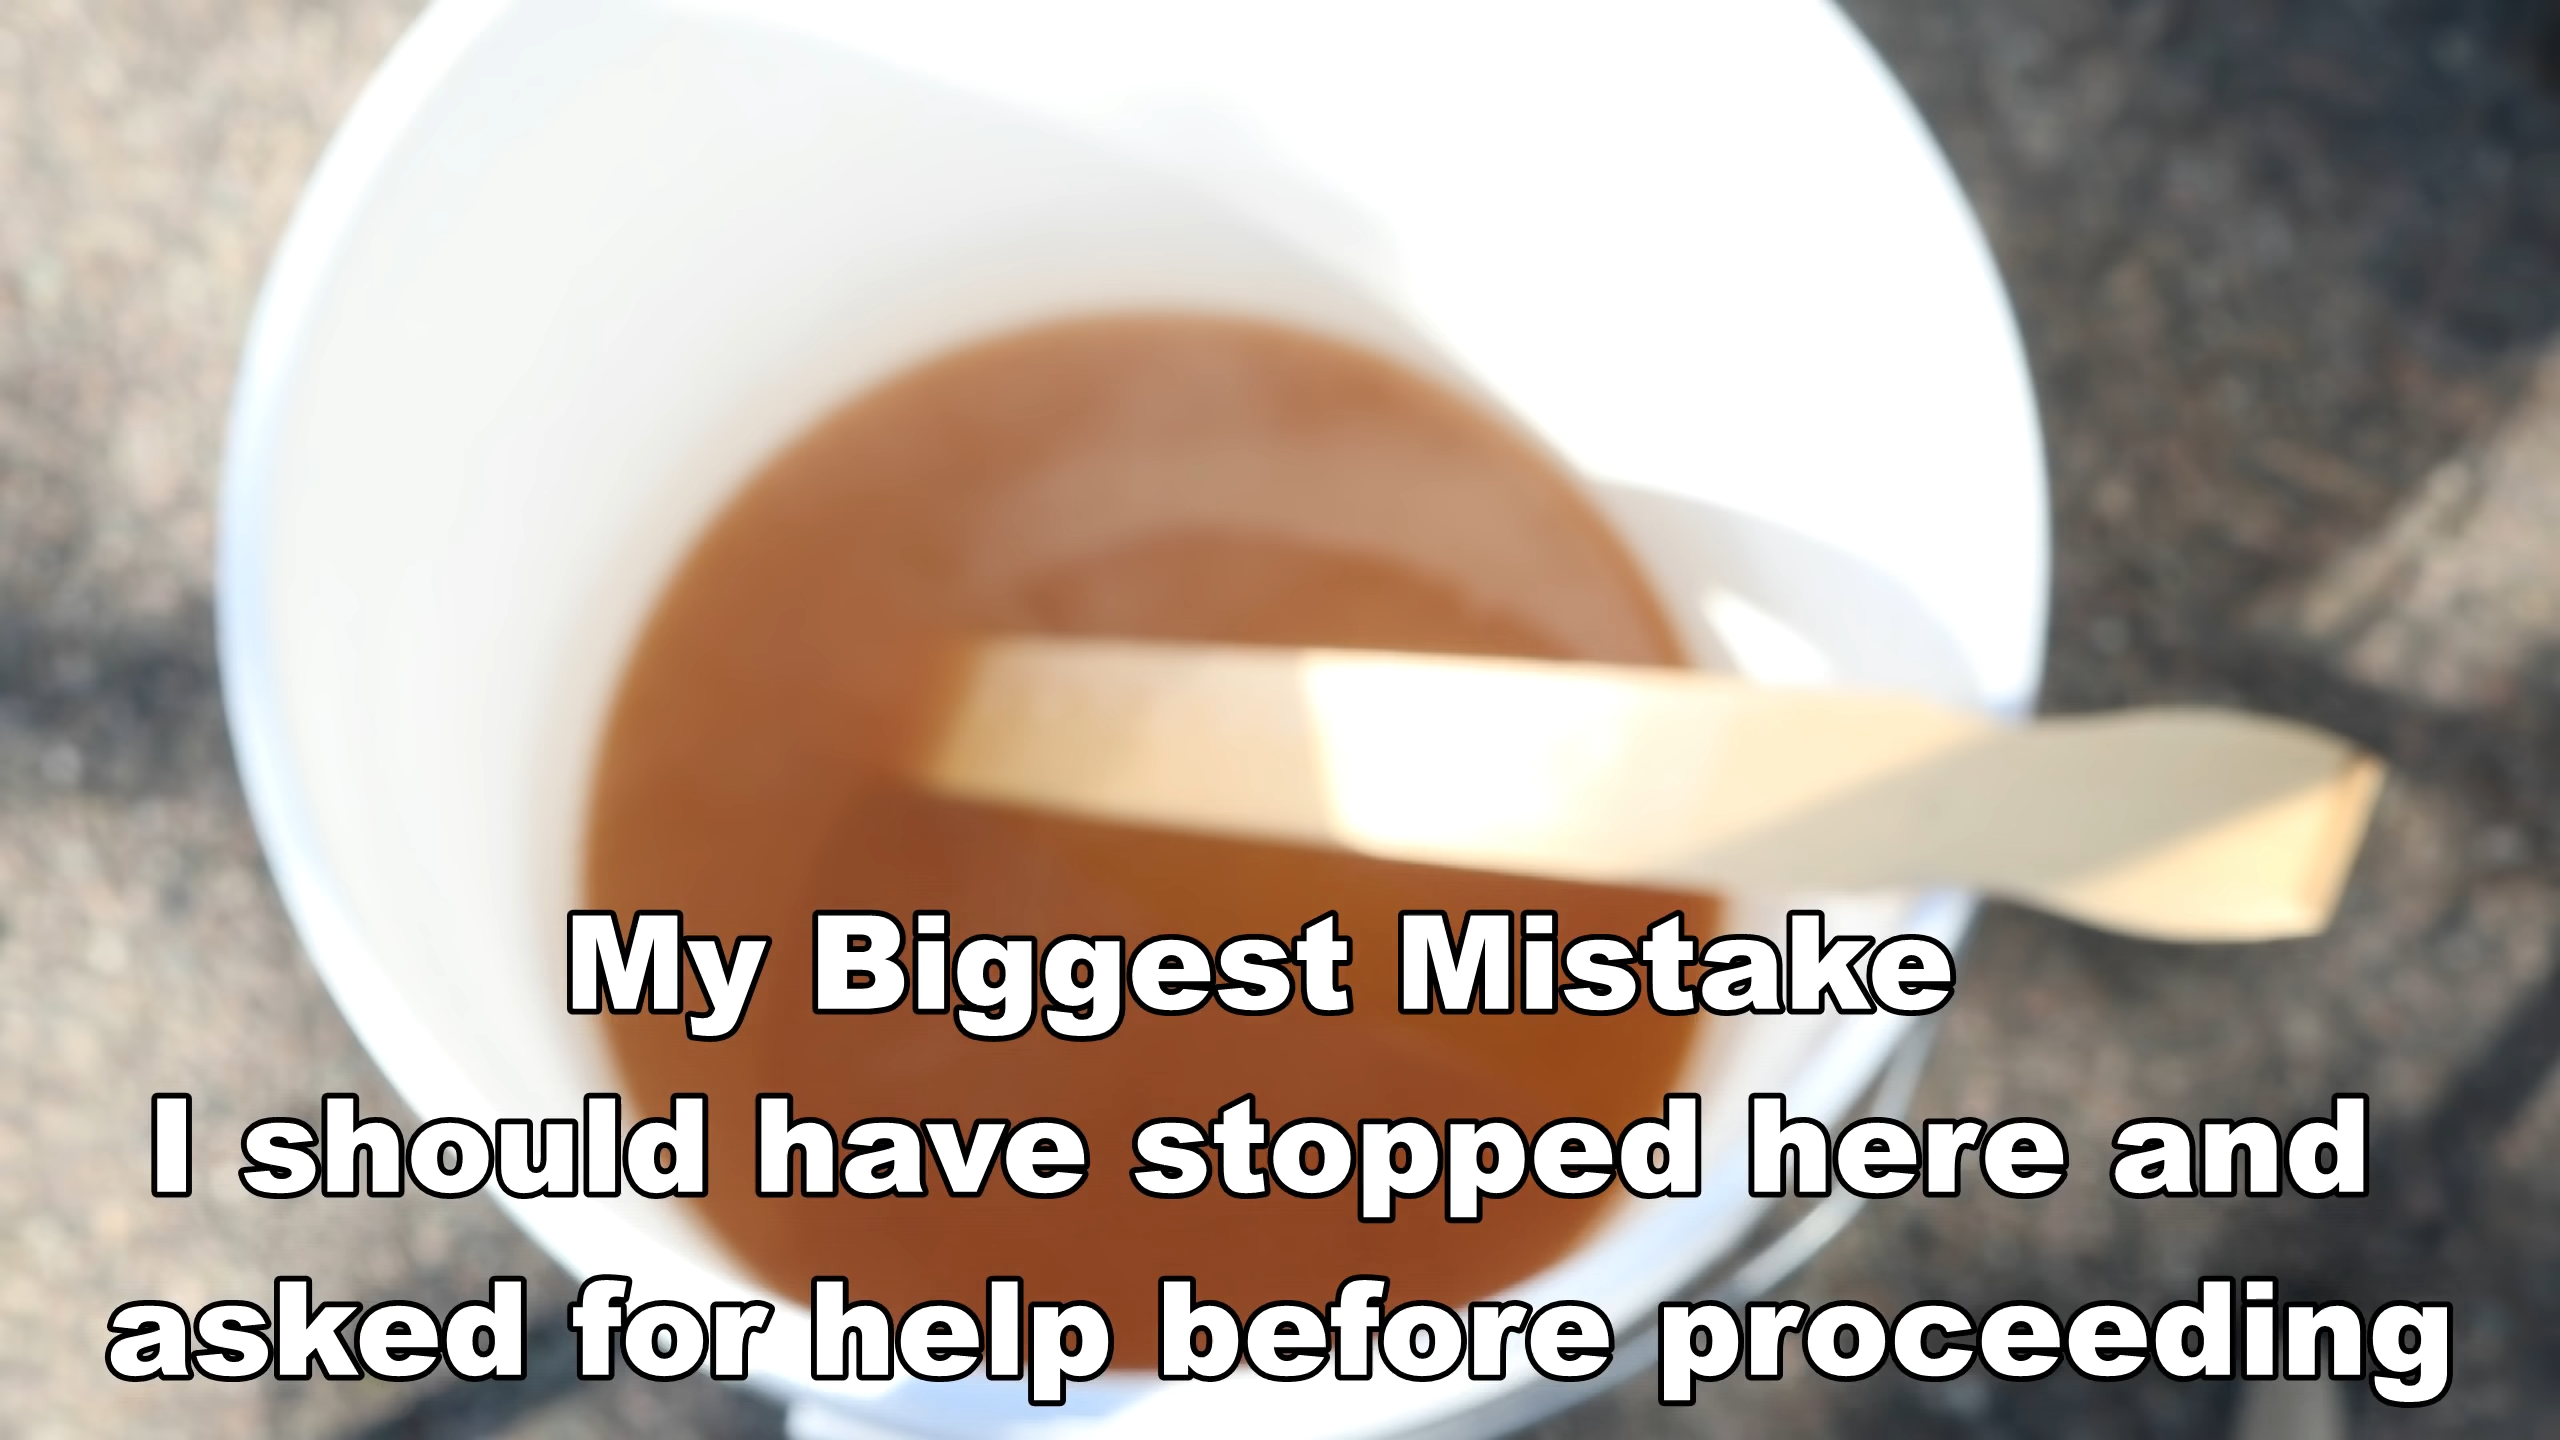 My Biggest Mistake
I should have stopped here and
asked for help before proceeding